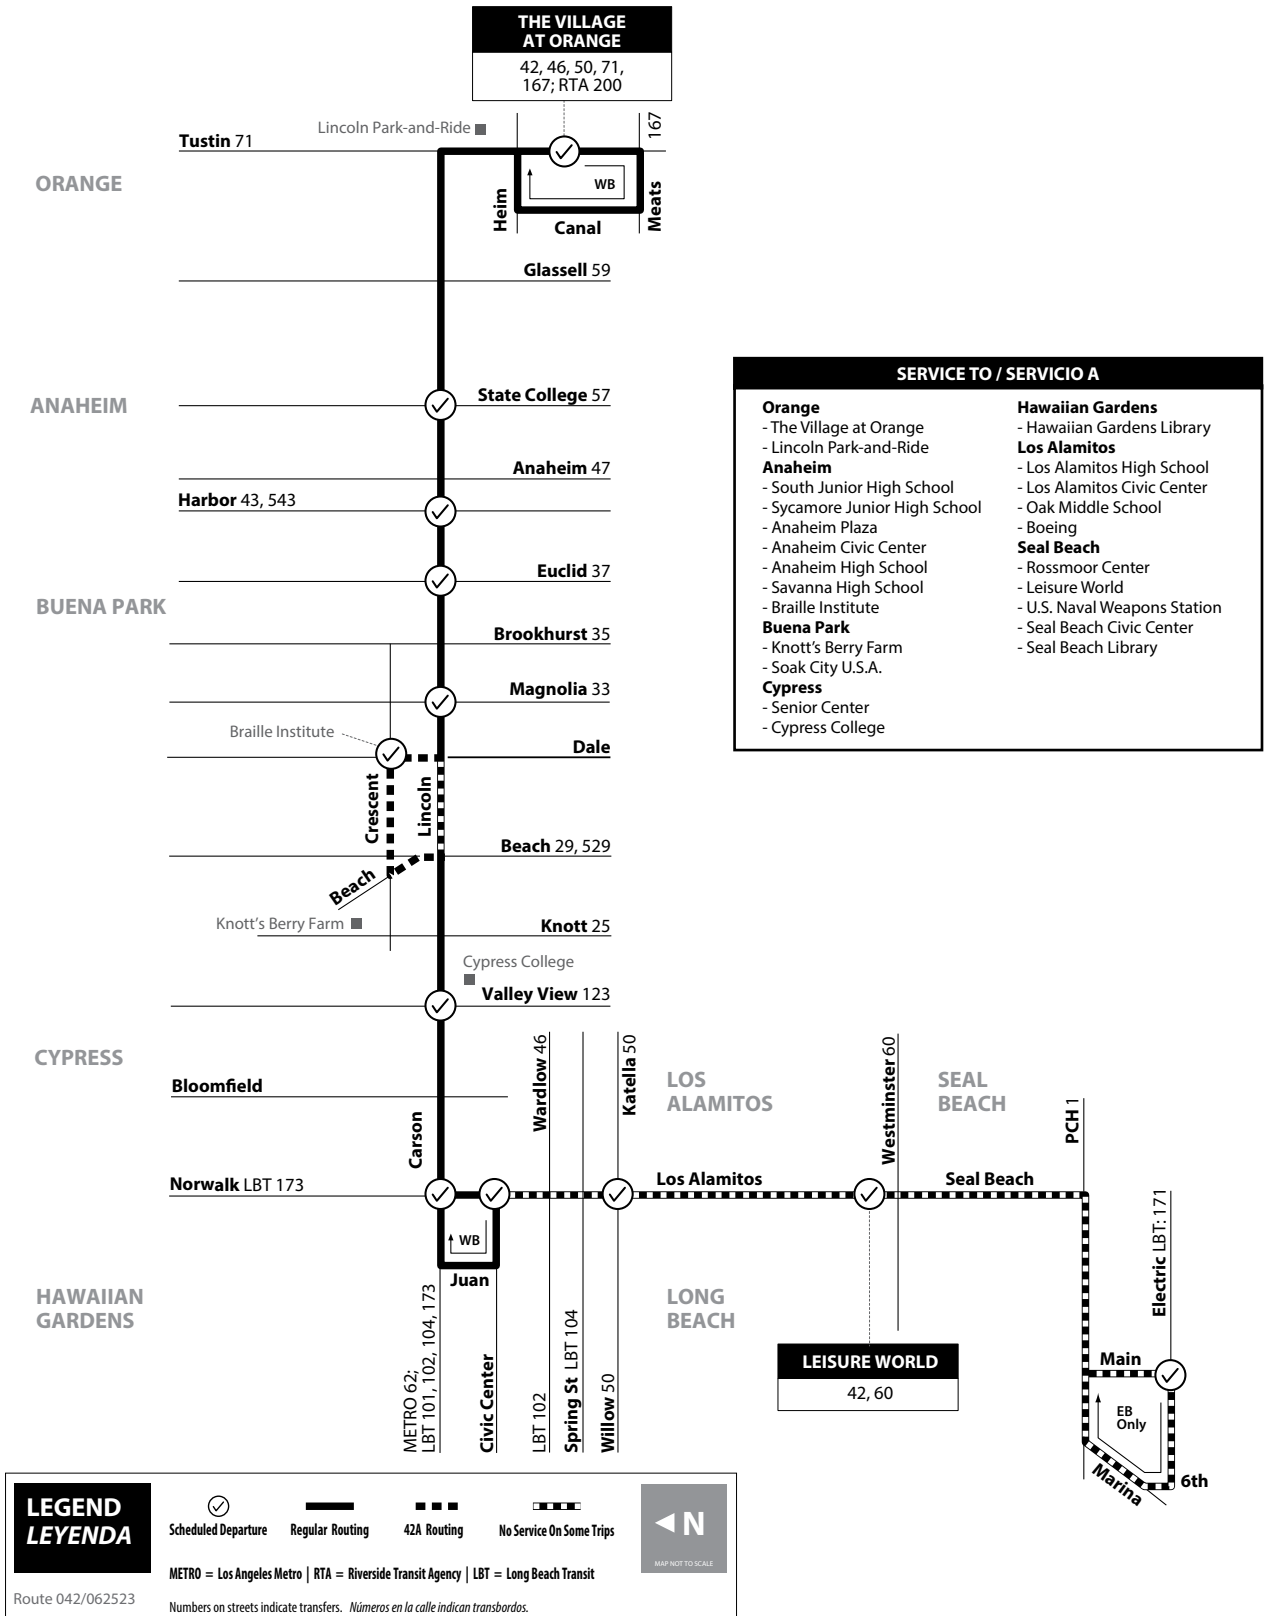 THE VILLAGE
AT ORANGE
42, 46, 50, 71,
167; RTA 200
Lincoln Park-and-Ride
167
Tustin 71
ORANGE
WB
Heim
Meats
Canal
Glassell 59
State College 57
ANAHEIM
Anaheim 47
Harbor 43, 543
Euclid 37
BUENA PARK
Brookhurst 35
Magnolia 33
Braille Institute
Dale
Crescent
Lincoln
Beach 29, 529
Beach
Knott's Berry Farm
Knott 25
Cypress College
Valley View 123
SERVICE TO / SERVICIO A
Orange
- The Village at Orange
- Lincoln Park-and-Ride
Anaheim
- South Junior High School
- Sycamore Junior High School
- Anaheim Plaza
- Anaheim Civic Center
- Anaheim High School
- Savanna High School
- Braille Institute
Buena Park
- Knott's Berry Farm
- Soak City U.S.A.
Cypress
- Senior Center
- Cypress College
Hawaiian Gardens
- Hawaiian Gardens Library
Los Alamitos
- Los Alamitos High School
- Los Alamitos Civic Center
- Oak Middle School
- Boeing
Seal Beach
- Rossmoor Center
- Leisure World
- U.S. Naval Weapons Station
- Seal Beach Civic Center
- Seal Beach Library
CYPRESS
Bloomfield
Carson
Wardlow 46
Katella 50
LOS
ALAMITOS
Westminster 60
SEAL
BEACH
PCH 1
Norwalk LBT 173
Los Alamitos
Seal Beach
Electric LBT: 171
WB
Juan
HAWAIIAN
GARDENS
METRO 62;
LBT 101, 102, 104, 173
Civic Center
LBT 102
Spring St LBT 104
Willow 50
LONG
BEACH
LEISURE WORLD
42, 60
Main
EB
Only
Marina
6th
LEGEND
LEYENDA
Scheduled Departure
Regular Routing
42A Routing
No Service On Some Trips
N
MAP NOT TO SCALE
METRO = Los Angeles Metro | RTA = Riverside Transit Agency | LBT = Long Beach Transit
Route 042/062523
Numbers on streets indicate transfers. Números en la calle indican transbordos.